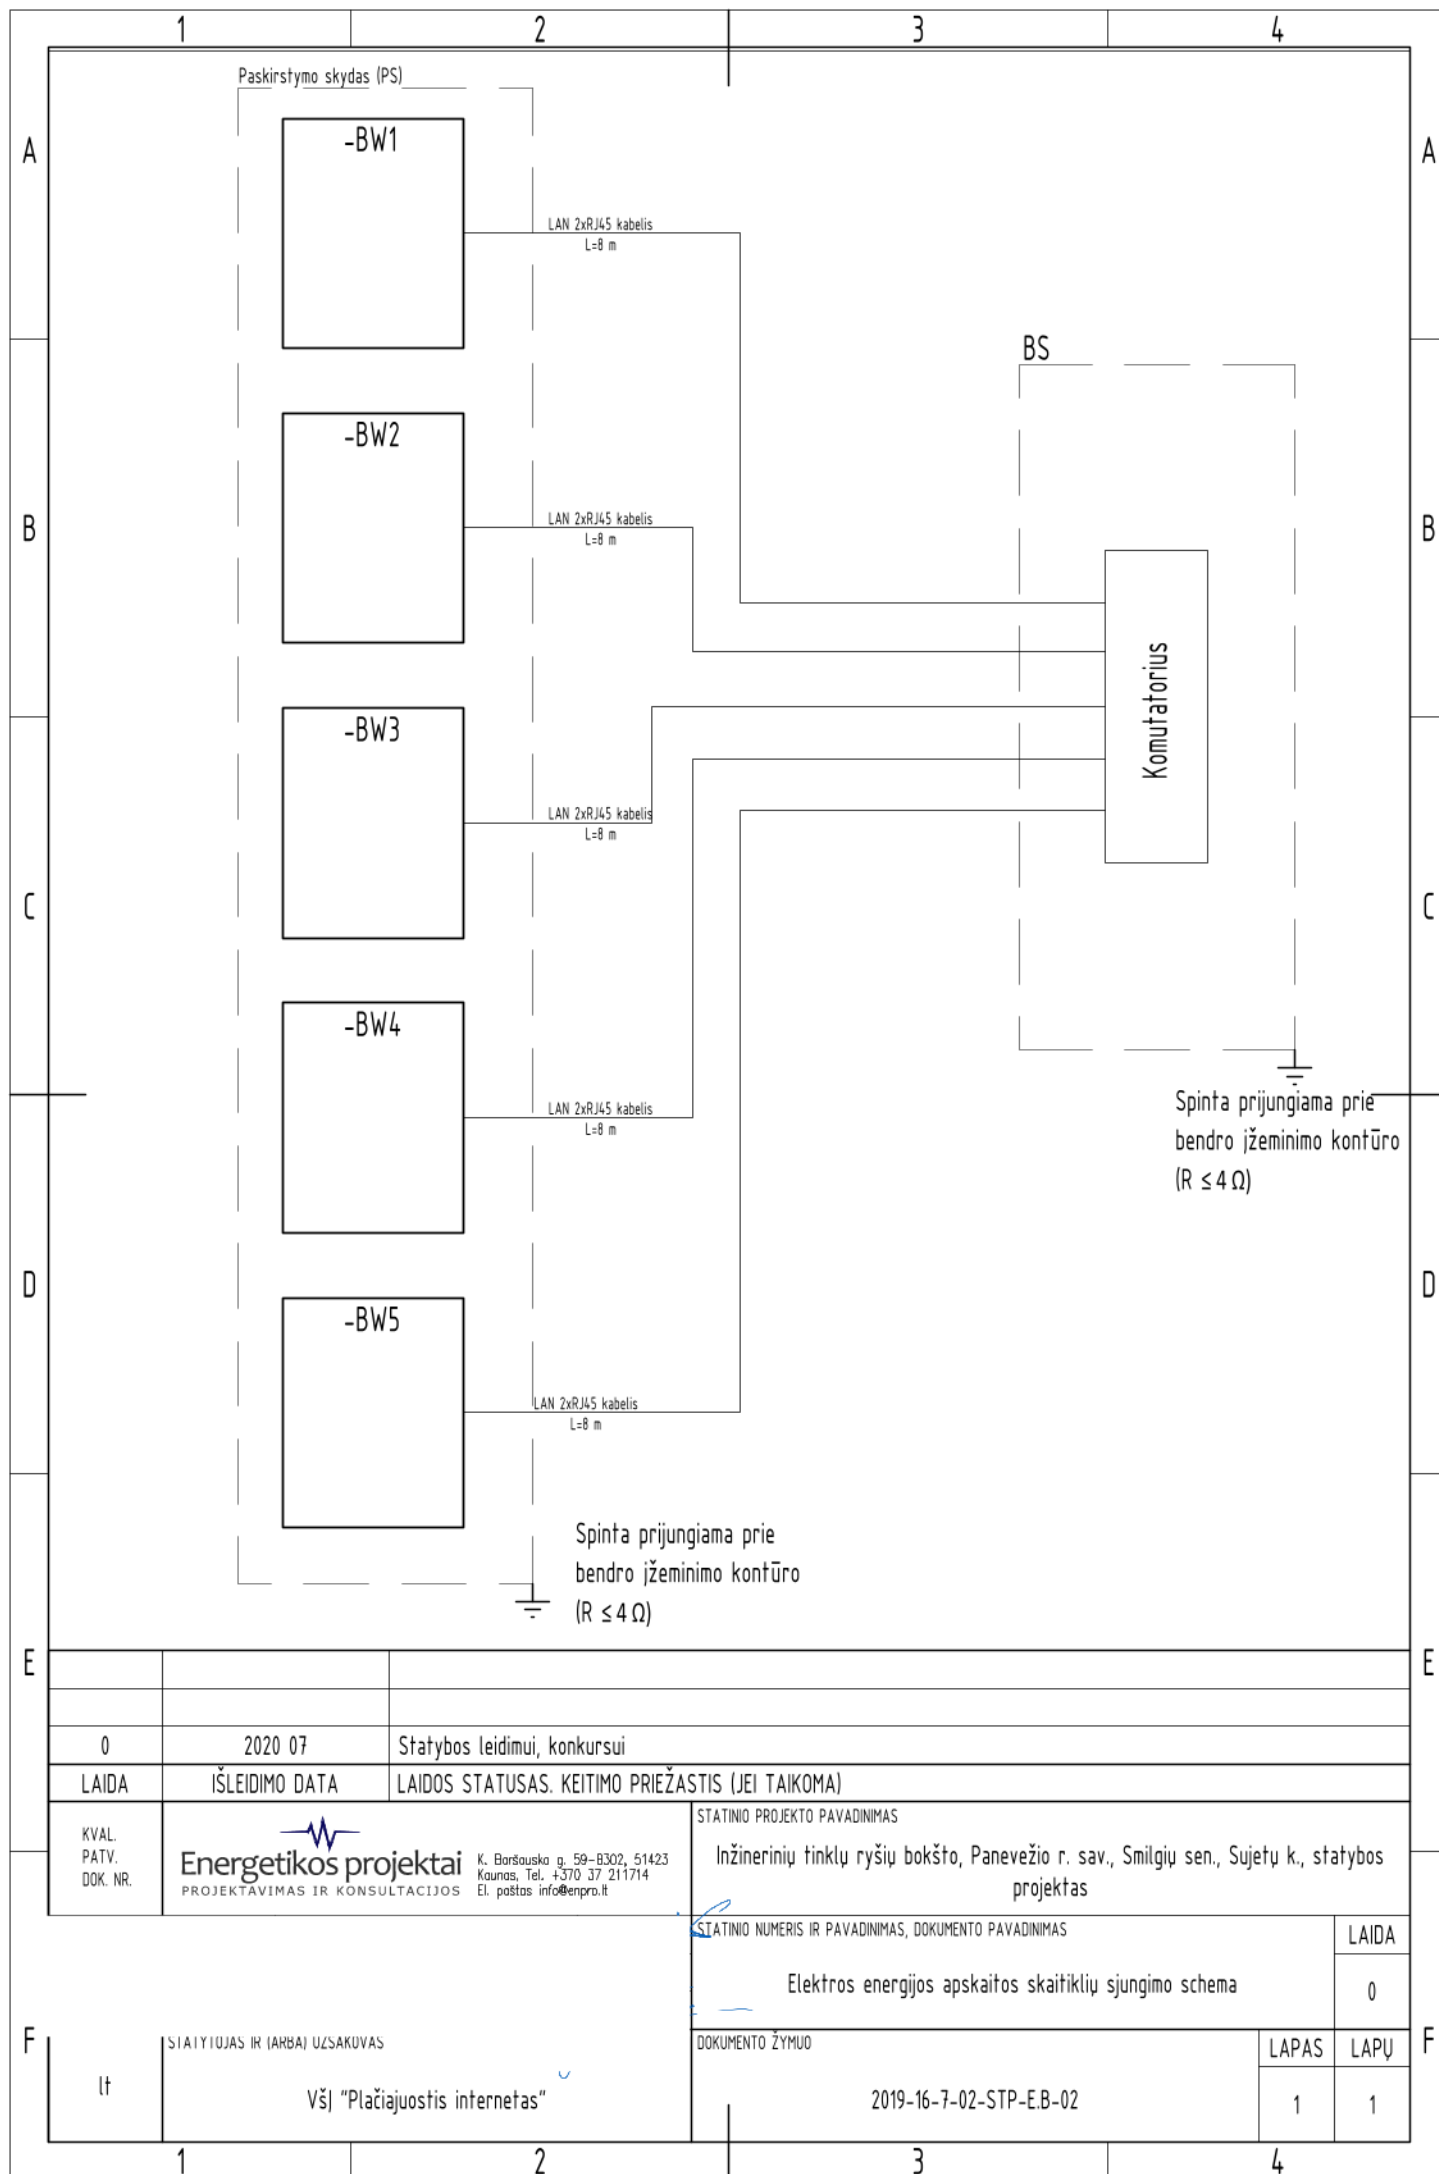 1 2 3 4
Paskirstymo skydas (PS)
A A
-BW1
LAN 2xRJ45 kabelis
L=8 m
BS
-BW2
B B
LAN 2xRJ45 kabelis
L=8 m
Komutatorius
-BW3
LAN 2xRJ45 kabelis
L=8 m
C C
-BW4
LAN 2xRJ45 kabelis
L=8 m
Spinta prijungiama prie
bendro įžeminimo kontūro
(R ≤ 4 Ω)
D D
-BW5
LAN 2xRJ45 kabelis
L=8 m
Spinta prijungiama prie
bendro įžeminimo kontūro
(R ≤ 4 Ω)
E E
0 2020 07 Statybos leidimui, konkursui
LAIDA IŠLEIDIMO DATA LAIDOS STATUSAS. KEITIMO PRIEŽASTIS (JEI TAIKOMA)
KVAL.
PATV.
DOK. NR.
Energetikos projektai
PROJEKTAVIMAS IR KONSULTACIJOS
K. Baršausko g. 59-B302, 51423
Kaunas, Tel. +370 37 211714
El. paštas info@enpro.lt
STATINIO PROJEKTO PAVADINIMAS
Inžinerinių tinklų ryšių bokšto, Panevėžio r. sav., Smilgių sen., Sujetų k., statybos
projektas
STATINIO NUMERIS IR PAVADINIMAS, DOKUMENTO PAVADINIMAS
LAIDA
Elektros energijos apskaitos skaitiklių sjungimo schema
0
F F
lt
STATYTOJAS IR (ARBA) UŽSAKOVAS
VšĮ "Plačiajuostis internetas"
DOKUMENTO ŽYMUO
2019-16-7-02-STP-E.B-02
LAPAS LAPŲ
1 1
1 2 3 4